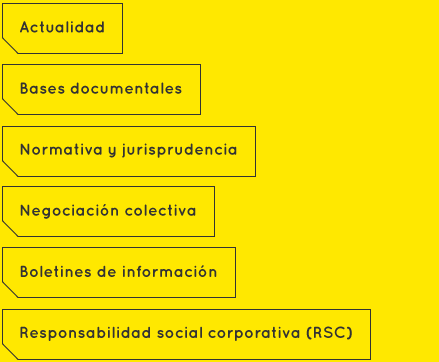 Actualidad
Bases documentales
Normativa y jurisprudencia
Negociación colectiva
Boletines de información
Responsabilidad social corporativa (RSC)